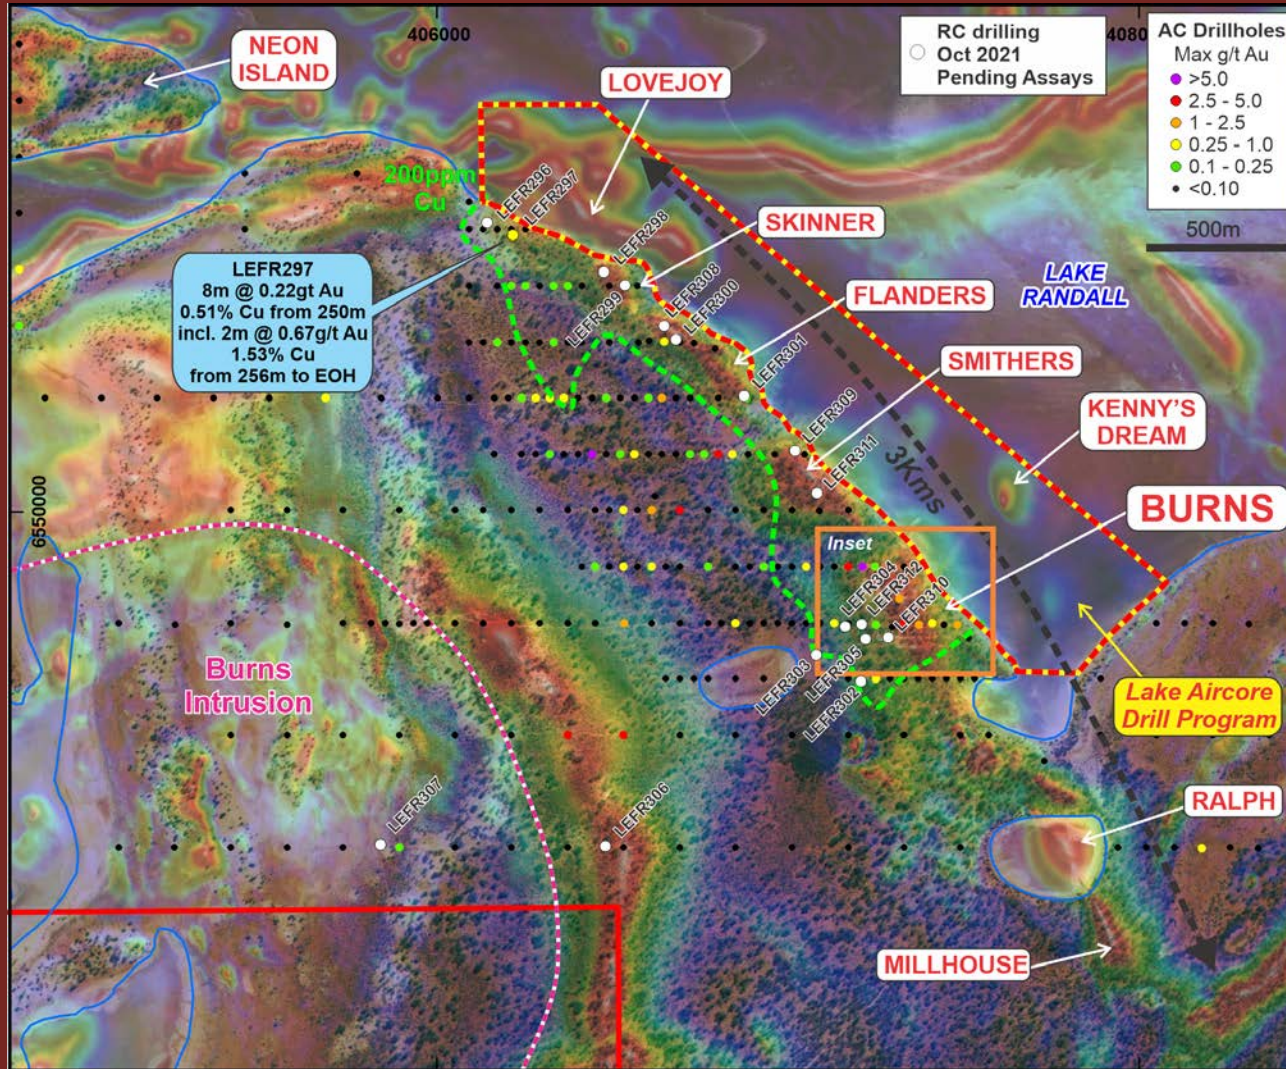 406000
4080
NEON
ISLAND
LOVEJOY
RC drilling
Oct 2021
Pending Assays
AC Drillholes
Max g/t Au
>5.0
2.5 - 5.0
1 - 2.5
0.25 - 1.0
0.1 - 0.25
<0.10
500m
200ppm
Cu
LEFR296
LEFR297
LEFR298
SKINNER
LEFR297
8m @ 0.22gt Au
0.51% Cu from 250m
incl. 2m @ 0.67g/t Au
1.53% Cu
from 256m to EOH
LEFR299
LEFR308
LEFR300
LEFR301
FLANDERS
LAKE
RANDALL
SMITHERS
KENNY'S
DREAM
LEFR309
LEFR311
3Kms
6550000
BURNS
Inset
LEFR304
LEFR312
LEFR310
LEFR303
LEFR305
LEFR302
Burns
Intrusion
Lake Aircore
Drill Program
LEFR307
LEFR306
RALPH
MILLHOUSE